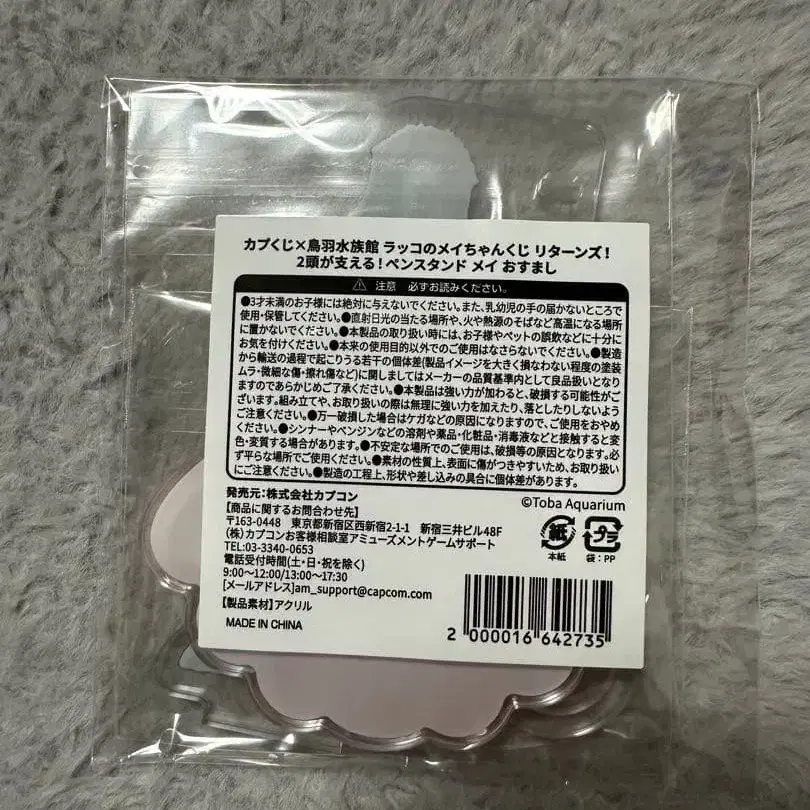 カプくじ×鳥羽水族館 ラッコのメイちゃんくじ リターンズ!
2頭が支える!ペンスタンド メイ おすまし
⚠ 注意 必ずお読みください。
●3才未満のお子様には絶対に与えないでください。また、乳幼児の手の届かないところで
使用・保管してください。●直射日光の当たる場所や、火や熱源のそばなど高温になる場所
に置かないでください。●本製品の取り扱い時には、お子様やペットの誤飲などに十分に
お気を付けください。●本来の使用目的以外でのご使用はなさらないでください。●製造
から輸送の過程で起こりうる若干の個体差(製品イメージを大きく損なわない程度の塗装
ムラ・微細な傷・擦れ傷など)に関しましてはメーカーの品質基準内として良品扱いとなり
ますのであらかじめご了承ください。●本製品は強い力が加わると、破損する可能性がご
ざいます。組み立てや、お取り扱いの際は無理に強い力を加えたり、落としたりしないよう
ご注意ください。●万一破損した場合はケガなどの原因になりますので、ご使用をおやめ
ください。●シンナーやベンジンなどの溶剤や薬品・化粧品・消毒液などと接触すると変
色・変質する場合があります。●不安定な場所でのご使用は、破損等の原因となります。必
ず平らな場所でご使用ください。●素材の性質上、表面に傷がつきやすいため、お取り扱い
にご注意ください。●製造の工程上、形状や差し込みの具合に個体差があります。
©Toba Aquarium
発売元:株式会社カプコン
【商品に関するお問合わせ先】
〒163-0448 東京都新宿区西新宿2-1-1 新宿三井ビル48F
(株)カプコンお客様相談室アミューズメントゲームサポート
TEL:03-3340-0653
電話受付時間(土・日・祝を除く)
9:00~12:00/13:00~17:30
[メールアドレス]am_support@capcom.com
【製品素材】アクリル
MADE IN CHINA
紙
本紙
プラ
袋:PP
2 000016 642735